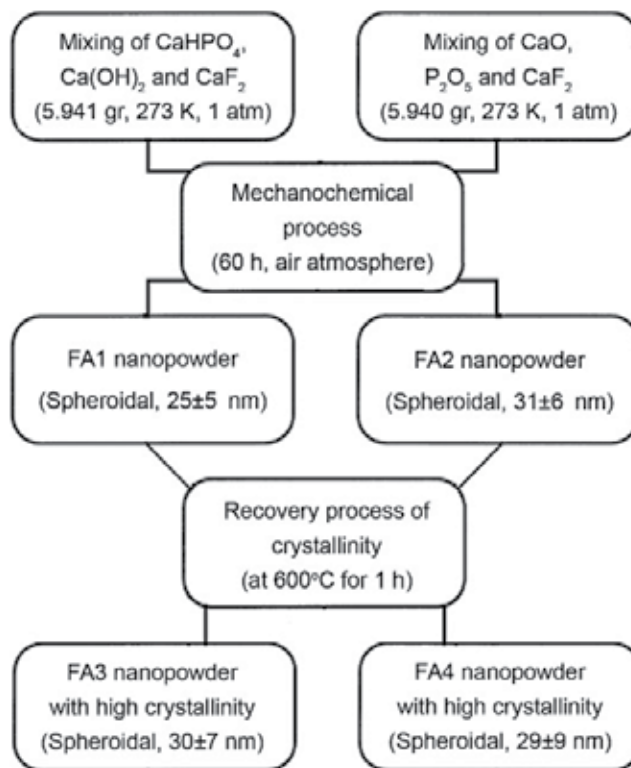 Mixing of CaHPO₄,
Ca(OH)₂ and CaF₂
(5.941 gr, 273 K, 1 atm)
Mixing of CaO,
P₂O₅ and CaF₂
(5.940 gr, 273 K, 1 atm)
Mechanochemical
process
(60 h, air atmosphere)
FA1 nanopowder
(Spheroidal, 25±5 nm)
FA2 nanopowder
(Spheroidal, 31±6 nm)
Recovery process of
crystallinity
(at 600°C for 1 h)
FA3 nanopowder
with high crystallinity
(Spheroidal, 30±7 nm)
FA4 nanopowder
with high crystallinity
(Spheroidal, 29±9 nm)